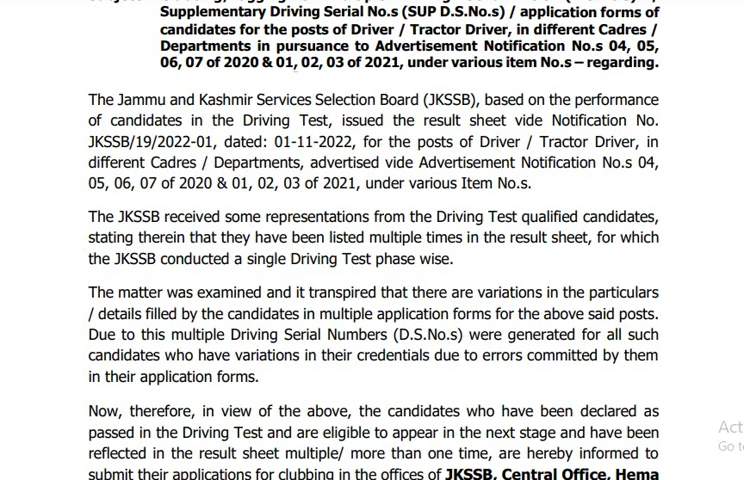 Supplementary Driving Serial No.s (SUP D.S.No.s) / application forms of
candidates for the posts of Driver / Tractor Driver, in different Cadres /
Departments in pursuance to Advertisement Notification No.s 04, 05,
06, 07 of 2020 & 01, 02, 03 of 2021, under various item No.s – regarding.
The Jammu and Kashmir Services Selection Board (JKSSB), based on the performance
of candidates in the Driving Test, issued the result sheet vide Notification No.
JKSSB/19/2022-01, dated: 01-11-2022, for the posts of Driver / Tractor Driver, in
different Cadres / Departments, advertised vide Advertisement Notification No.s 04,
05, 06, 07 of 2020 & 01, 02, 03 of 2021, under various Item No.s.
The JKSSB received some representations from the Driving Test qualified candidates,
stating therein that they have been listed multiple times in the result sheet, for which
the JKSSB conducted a single Driving Test phase wise.
The matter was examined and it transpired that there are variations in the particulars
/ details filled by the candidates in multiple application forms for the above said posts.
Due to this multiple Driving Serial Numbers (D.S.No.s) were generated for all such
candidates who have variations in their credentials due to errors committed by them
in their application forms.
Now, therefore, in view of the above, the candidates who have been declared as
passed in the Driving Test and are eligible to appear in the next stage and have been
reflected in the result sheet multiple/ more than one time, are hereby informed to
submit their applications for clubbing in the offices of JKSSB, Central Office, Hema
Act
Go t